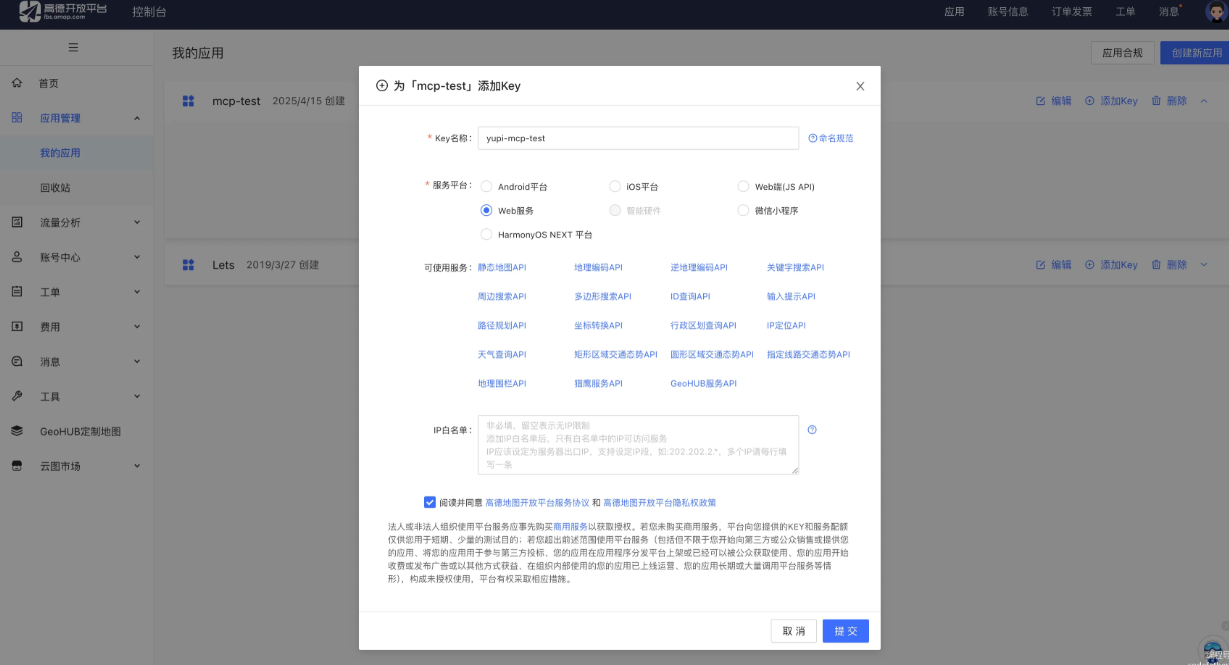 高德开放平台 控制台 应用 账号信息 订单发票 工单 消息
lbs.amap.com
我的应用 应用合规 创建新应用
首页
应用管理
我的应用
回收站
流量分析
账号中心
工单
费用
消息
工具
GeoHUB定制地图
云图市场
mcp-test 2025/4/15 创建 编辑 添加Key 删除
Lets 2019/3/27 创建 编辑 添加Key 删除
为「mcp-test」添加Key
* Key名称: yupi-mcp-test 命名规范
* 服务平台: Android平台 iOS平台 Web端(JS API)
Web服务 智能硬件 微信小程序
HarmonyOS NEXT 平台
可使用服务: 静态地图API 地理编码API 逆地理编码API 关键字搜索API
周边搜索API 多边形搜索API ID查询API 输入提示API
路径规划API 坐标转换API 行政区划查询API IP定位API
天气查询API 矩形区域交通态势API 圆形区域交通态势API 指定线路交通态势API
地理围栏API 猎鹰服务API GeoHUB服务API
IP白名单: 非必填，留空表示无IP限制
添加IP白名单后，只有白名单中的IP可访问服务
IP应该设定为服务器出口IP，支持设定IP段，如:202.202.2.*，多个IP请每行填
写一条
阅读并同意 高德地图开放平台服务协议 和 高德地图开放平台隐私权政策
法人或非法人组织使用平台服务应事先购买商用服务以获取授权。若您未购买商用服务，平台向您提供的KEY和服务配额
仅供您用于短期、少量的测试目的；若您超出前述范围使用平台服务（包括但不限于您开始向第三方或公众销售或提供您
的应用、将您的应用用于参与第三方投标、您的应用在应用程序分发平台上架或已经可以被公众获取使用、您的应用开始
收费或发布广告或以其他方式获益、在组织内部使用的您的应用已上线运营、您的应用长期或大量调用平台服务等情
形），构成未授权使用，平台有权采取相应措施。
取 消 提 交